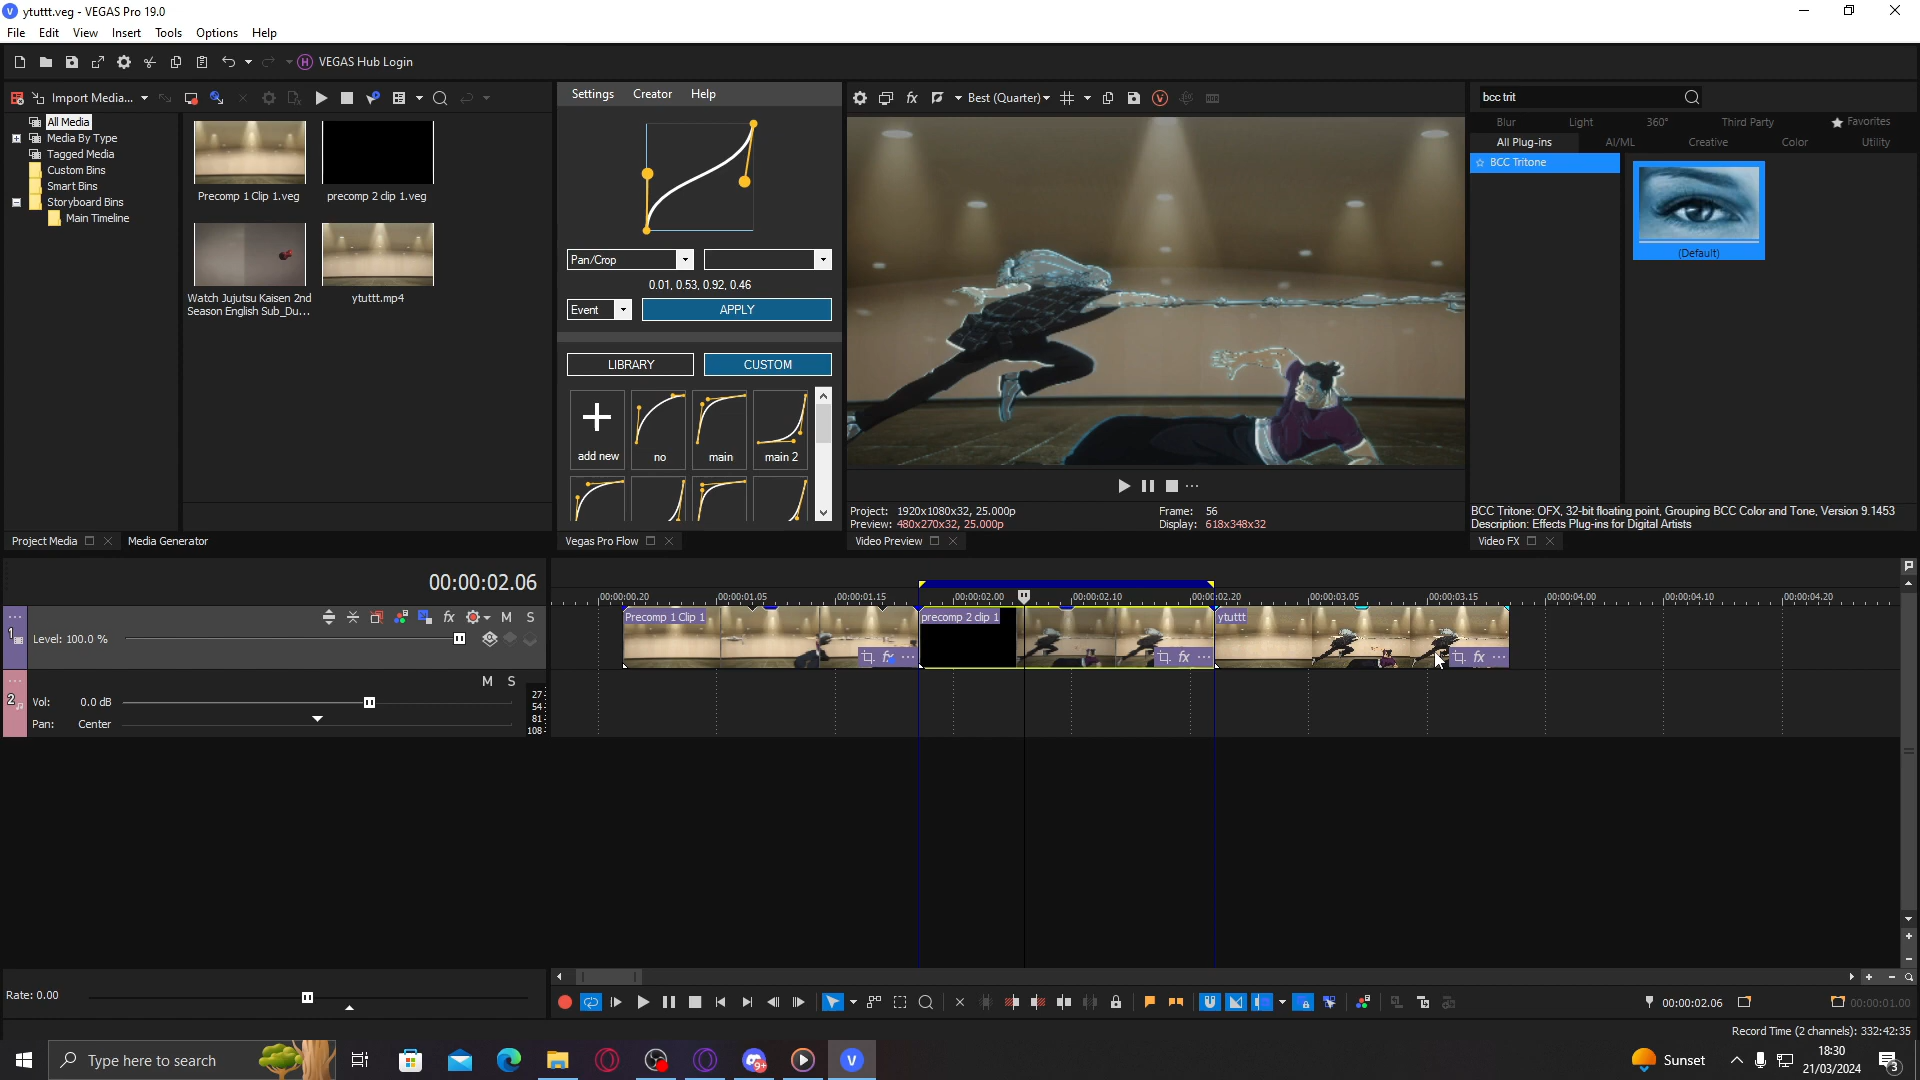 ytuttt.veg - VEGAS Pro 19.0
File Edit View Insert Tools Options Help
VEGAS Hub Login
Import Media...
All Media
Media By Type
Tagged Media
Custom Bins
Smart Bins
Storyboard Bins
Main Timeline
Precomp 1 Clip 1.veg
precomp 2 clip 1.veg
Watch Jujutsu Kaisen 2nd
Season English Sub_Du...
ytuttt.mp4
Project Media
Media Generator
Settings Creator Help
Pan/Crop
0.01, 0.53, 0.92, 0.46
Event
APPLY
LIBRARY
CUSTOM
add new
no
main
main 2
Vegas Pro Flow
Best (Quarter)
Project: 1920x1080x32, 25.000p
Preview: 480x270x32, 25.000p
Frame: 56
Display: 618x348x32
Video Preview
bcc trit
Blur Light 360° Third Party Favorites
All Plug-ins AI/ML Creative Color Utility
BCC Tritone
(Default)
BCC Tritone: OFX, 32-bit floating point, Grouping BCC Color and Tone, Version 9.1453
Description: Effects Plug-ins for Digital Artists
Video FX
00:00:02.06
00:00:00.20 00:00:01.05 00:00:01.15 00:00:02.00 00:00:02.10 00:00:02.20 00:00:03.05 00:00:03.15 00:00:04.00 00:00:04.10 00:00:04.20
1
fx M S
Level: 100.0 %
Precomp 1 Clip 1
precomp 2 clip 1
ytuttt
fx
fx
fx
2
M S
Vol: 0.0 dB
Pan: Center
27
54
81
108
Rate: 0.00
00:00:02.06
00:00:01.00
Record Time (2 channels): 332:42:35
Type here to search
Sunset
18:30
21/03/2024
3